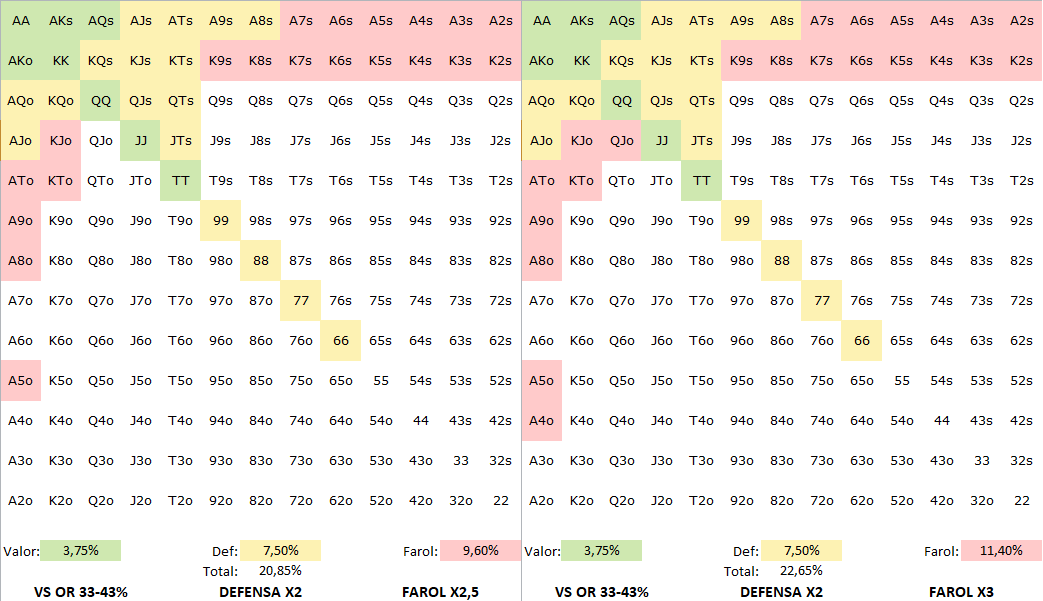 AA AKs AQs AJs ATs A9s A8s A7s A6s A5s A4s A3s A2s AA AKs AQs AJs ATs A9s A8s A7s A6s A5s A4s A3s A2s
AKo KK KQs KJs KTs K9s K8s K7s K6s K5s K4s K3s K2s AKo KK KQs KJs KTs K9s K8s K7s K6s K5s K4s K3s K2s
AQo KQo QQ QJs QTs Q9s Q8s Q7s Q6s Q5s Q4s Q3s Q2s AQo KQo QQ QJs QTs Q9s Q8s Q7s Q6s Q5s Q4s Q3s Q2s
AJo KJo QJo JJ JTs J9s J8s J7s J6s J5s J4s J3s J2s AJo KJo QJo JJ JTs J9s J8s J7s J6s J5s J4s J3s J2s
ATo KTo QTo JTo TT T9s T8s T7s T6s T5s T4s T3s T2s ATo KTo QTo JTo TT T9s T8s T7s T6s T5s T4s T3s T2s
A9o K9o Q9o J9o T9o 99 98s 97s 96s 95s 94s 93s 92s A9o K9o Q9o J9o T9o 99 98s 97s 96s 95s 94s 93s 92s
A8o K8o Q8o J8o T8o 98o 88 87s 86s 85s 84s 83s 82s A8o K8o Q8o J8o T8o 98o 88 87s 86s 85s 84s 83s 82s
A7o K7o Q7o J7o T7o 97o 87o 77 76s 75s 74s 73s 72s A7o K7o Q7o J7o T7o 97o 87o 77 76s 75s 74s 73s 72s
A6o K6o Q6o J6o T6o 96o 86o 76o 66 65s 64s 63s 62s A6o K6o Q6o J6o T6o 96o 86o 76o 66 65s 64s 63s 62s
A5o K5o Q5o J5o T5o 95o 85o 75o 65o 55 54s 53s 52s A5o K5o Q5o J5o T5o 95o 85o 75o 65o 55 54s 53s 52s
A4o K4o Q4o J4o T4o 94o 84o 74o 64o 54o 44 43s 42s A4o K4o Q4o J4o T4o 94o 84o 74o 64o 54o 44 43s 42s
A3o K3o Q3o J3o T3o 93o 83o 73o 63o 53o 43o 33 32s A3o K3o Q3o J3o T3o 93o 83o 73o 63o 53o 43o 33 32s
A2o K2o Q2o J2o T2o 92o 82o 72o 62o 52o 42o 32o 22 A2o K2o Q2o J2o T2o 92o 82o 72o 62o 52o 42o 32o 22
Valor: 3,75% Def: 7,50% Farol: 9,60% Valor: 3,75% Def: 7,50% Farol: 11,40%
Total: 20,85% Total: 22,65%
VS OR 33-43% DEFENSA X2 FAROL X2,5 VS OR 33-43% DEFENSA X2 FAROL X3